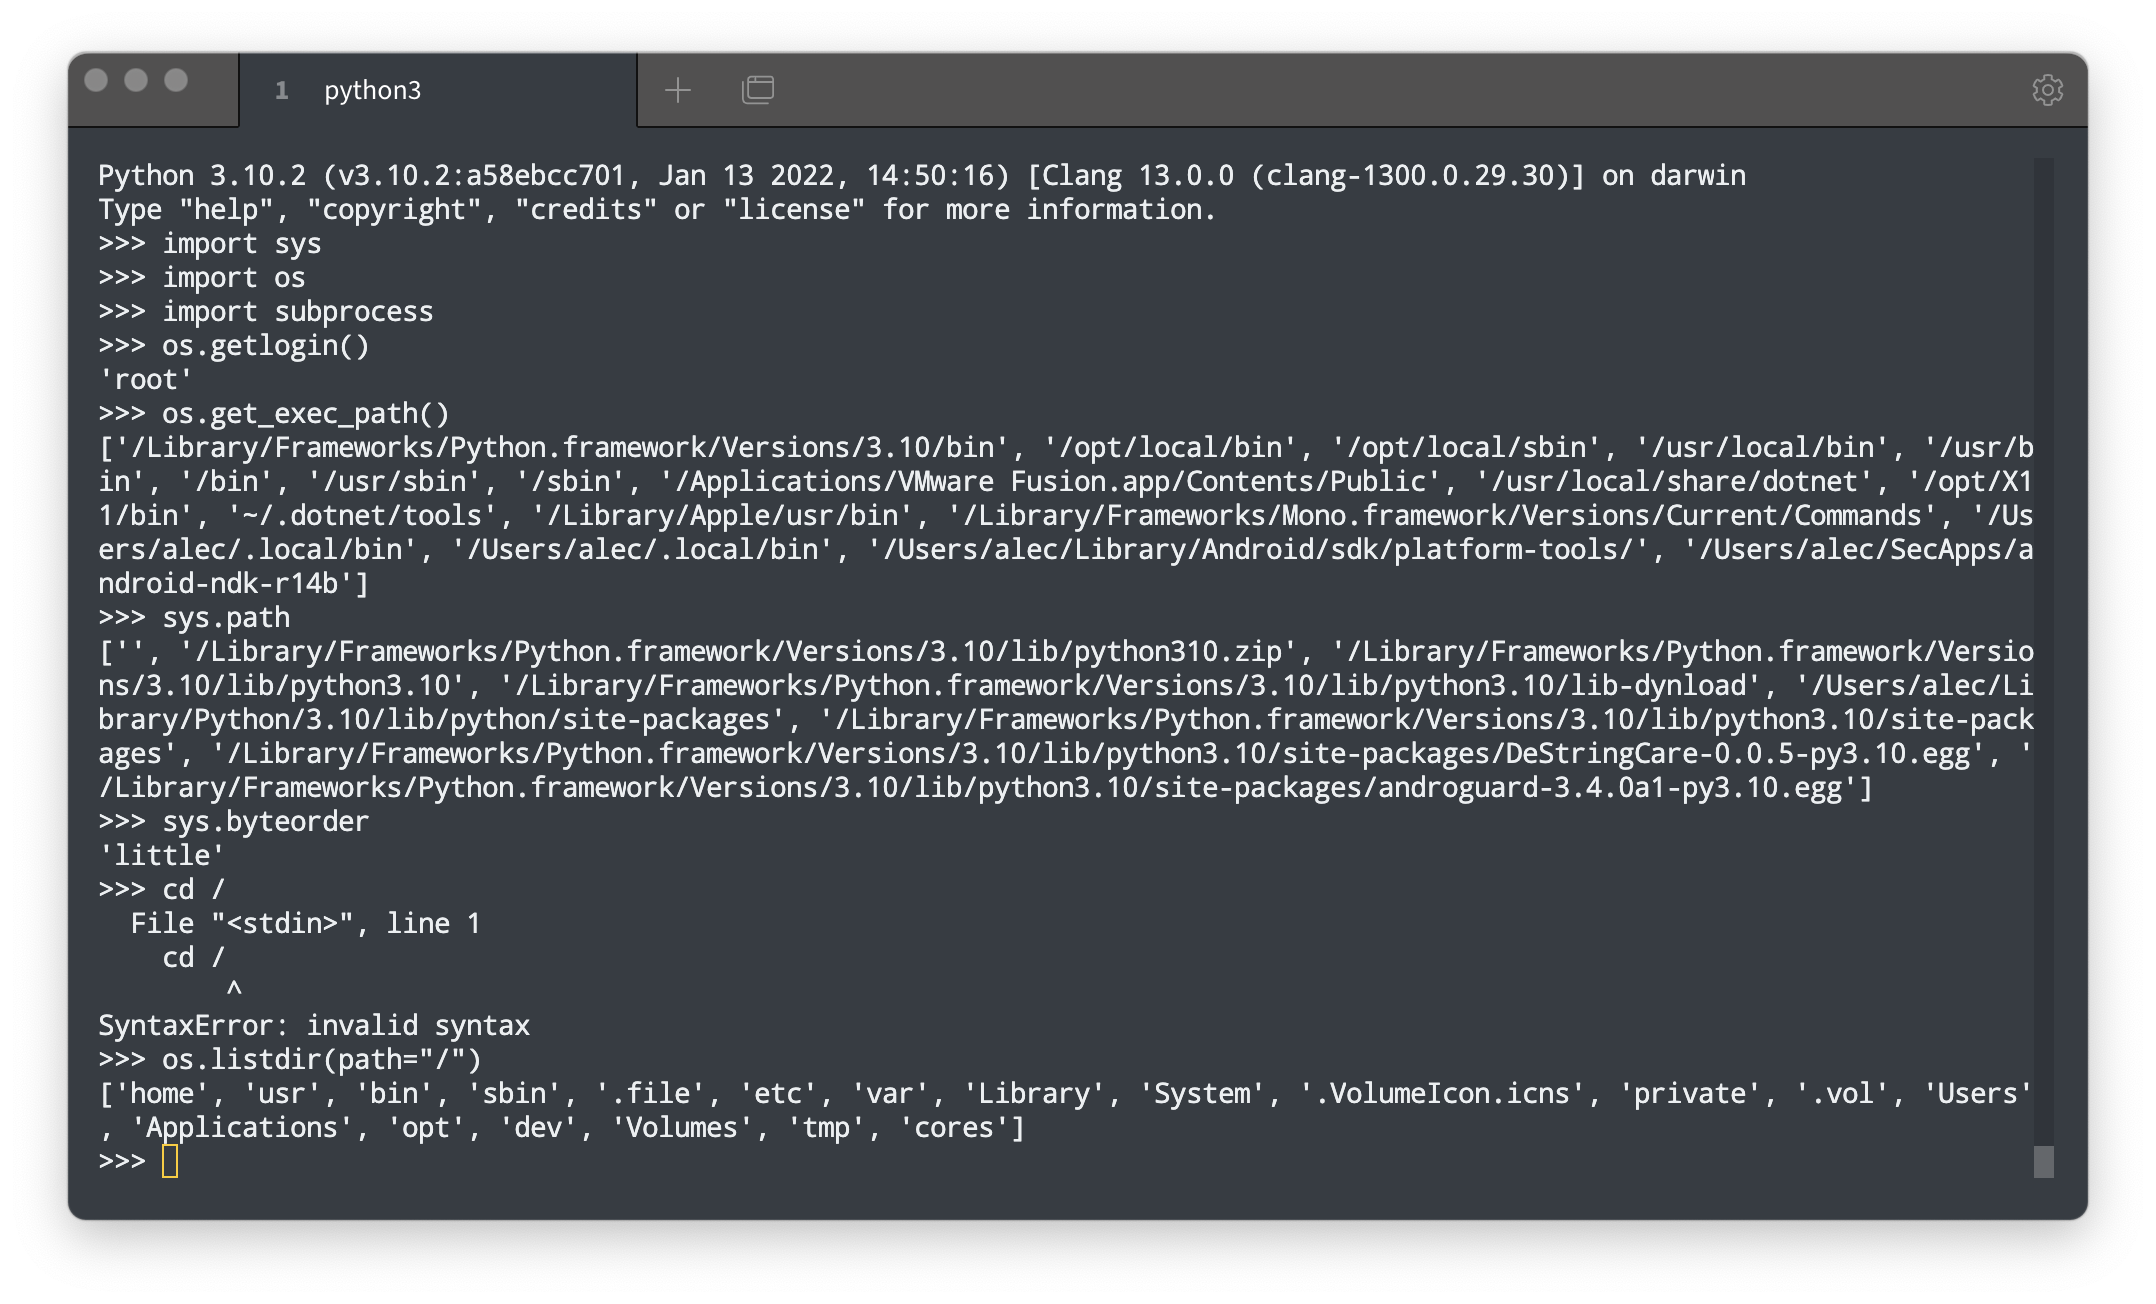 1 python3
Python 3.10.2 (v3.10.2:a58ebcc701, Jan 13 2022, 14:50:16) [Clang 13.0.0 (clang-1300.0.29.30)] on darwin
Type "help", "copyright", "credits" or "license" for more information.
>>> import sys
>>> import os
>>> import subprocess
>>> os.getlogin()
'root'
>>> os.get_exec_path()
['/Library/Frameworks/Python.framework/Versions/3.10/bin', '/opt/local/bin', '/opt/local/sbin', '/usr/local/bin', '/usr/b
in', '/bin', '/usr/sbin', '/sbin', '/Applications/VMware Fusion.app/Contents/Public', '/usr/local/share/dotnet', '/opt/X1
1/bin', '~/.dotnet/tools', '/Library/Apple/usr/bin', '/Library/Frameworks/Mono.framework/Versions/Current/Commands', '/Us
ers/alec/.local/bin', '/Users/alec/.local/bin', '/Users/alec/Library/Android/sdk/platform-tools/', '/Users/alec/SecApps/a
ndroid-ndk-r14b']
>>> sys.path
['', '/Library/Frameworks/Python.framework/Versions/3.10/lib/python310.zip', '/Library/Frameworks/Python.framework/Versio
ns/3.10/lib/python3.10', '/Library/Frameworks/Python.framework/Versions/3.10/lib/python3.10/lib-dynload', '/Users/alec/Li
brary/Python/3.10/lib/python/site-packages', '/Library/Frameworks/Python.framework/Versions/3.10/lib/python3.10/site-pack
ages', '/Library/Frameworks/Python.framework/Versions/3.10/lib/python3.10/site-packages/DeStringCare-0.0.5-py3.10.egg', '
/Library/Frameworks/Python.framework/Versions/3.10/lib/python3.10/site-packages/androguard-3.4.0a1-py3.10.egg']
>>> sys.byteorder
'little'
>>> cd /
  File "<stdin>", line 1
    cd /
        ^
SyntaxError: invalid syntax
>>> os.listdir(path="/")
['home', 'usr', 'bin', 'sbin', '.file', 'etc', 'var', 'Library', 'System', '.VolumeIcon.icns', 'private', '.vol', 'Users'
, 'Applications', 'opt', 'dev', 'Volumes', 'tmp', 'cores']
>>>